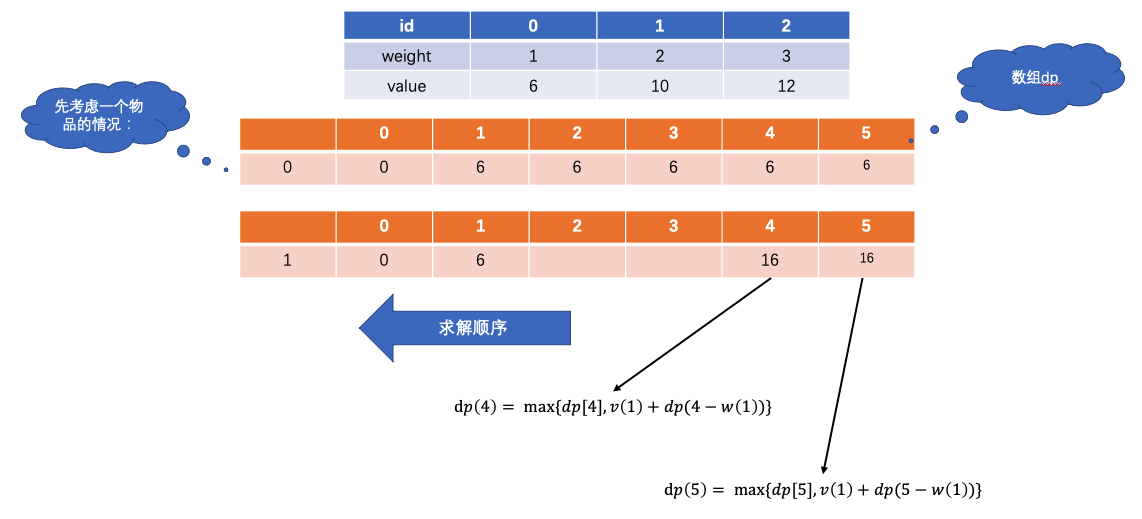 id 0 1 2
weight 1 2 3
value 6 10 12
先考虑一个物
品的情况：
数组dp
0 1 2 3 4 5
0 0 6 6 6 6 6
0 1 2 3 4 5
1 0 6 16 16
求解顺序
dp(4) = max{dp[4], v(1) + dp(4 − w(1))}
dp(5) = max{dp[5], v(1) + dp(5 − w(1))}